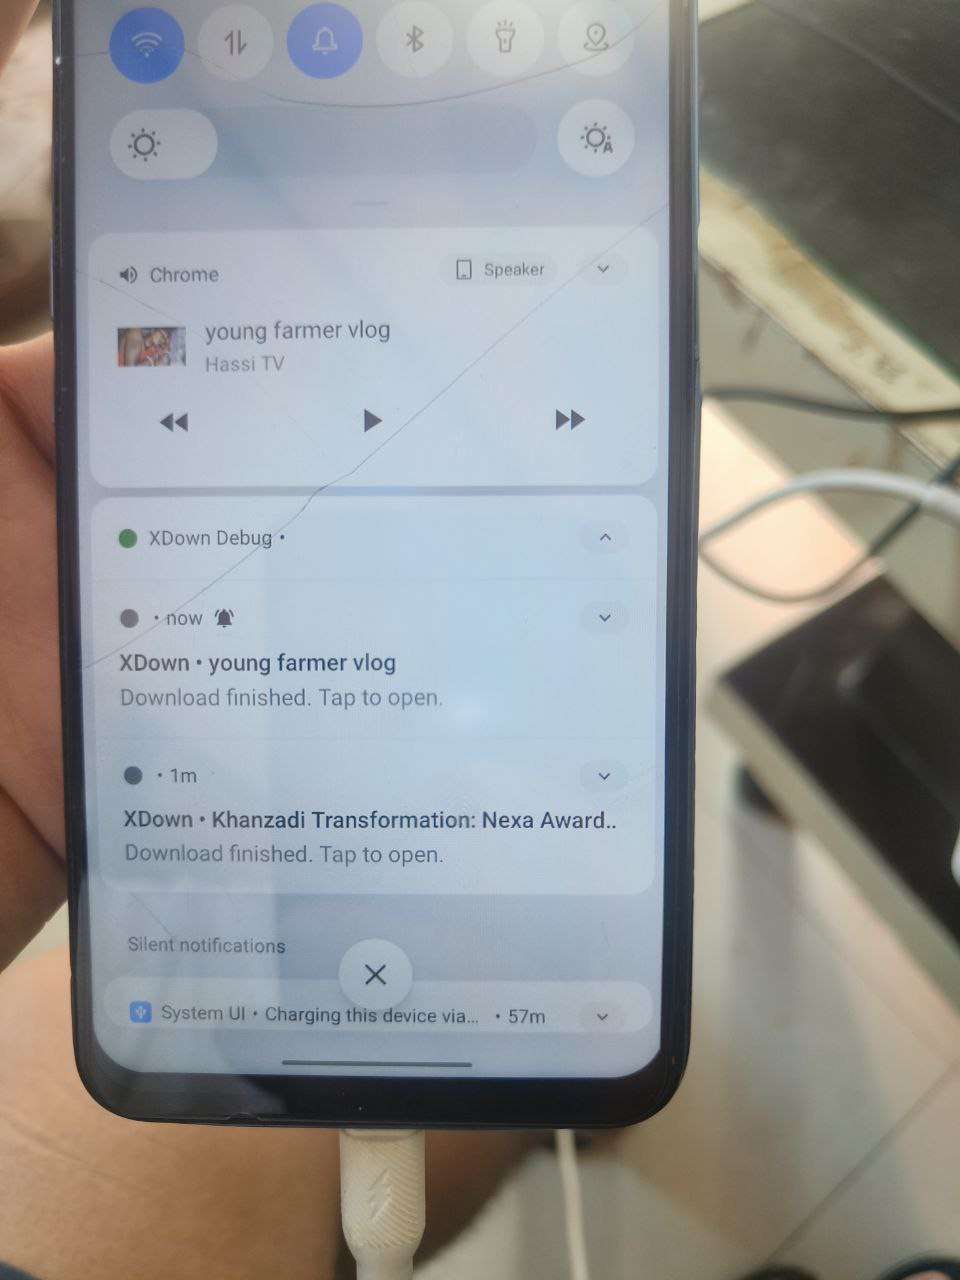 Chrome
Speaker
young farmer vlog
Hassi TV
XDown Debug •
• now
XDown • young farmer vlog
Download finished. Tap to open.
• 1m
XDown • Khanzadi Transformation: Nexa Award..
Download finished. Tap to open.
Silent notifications
System UI • Charging this device via... • 57m